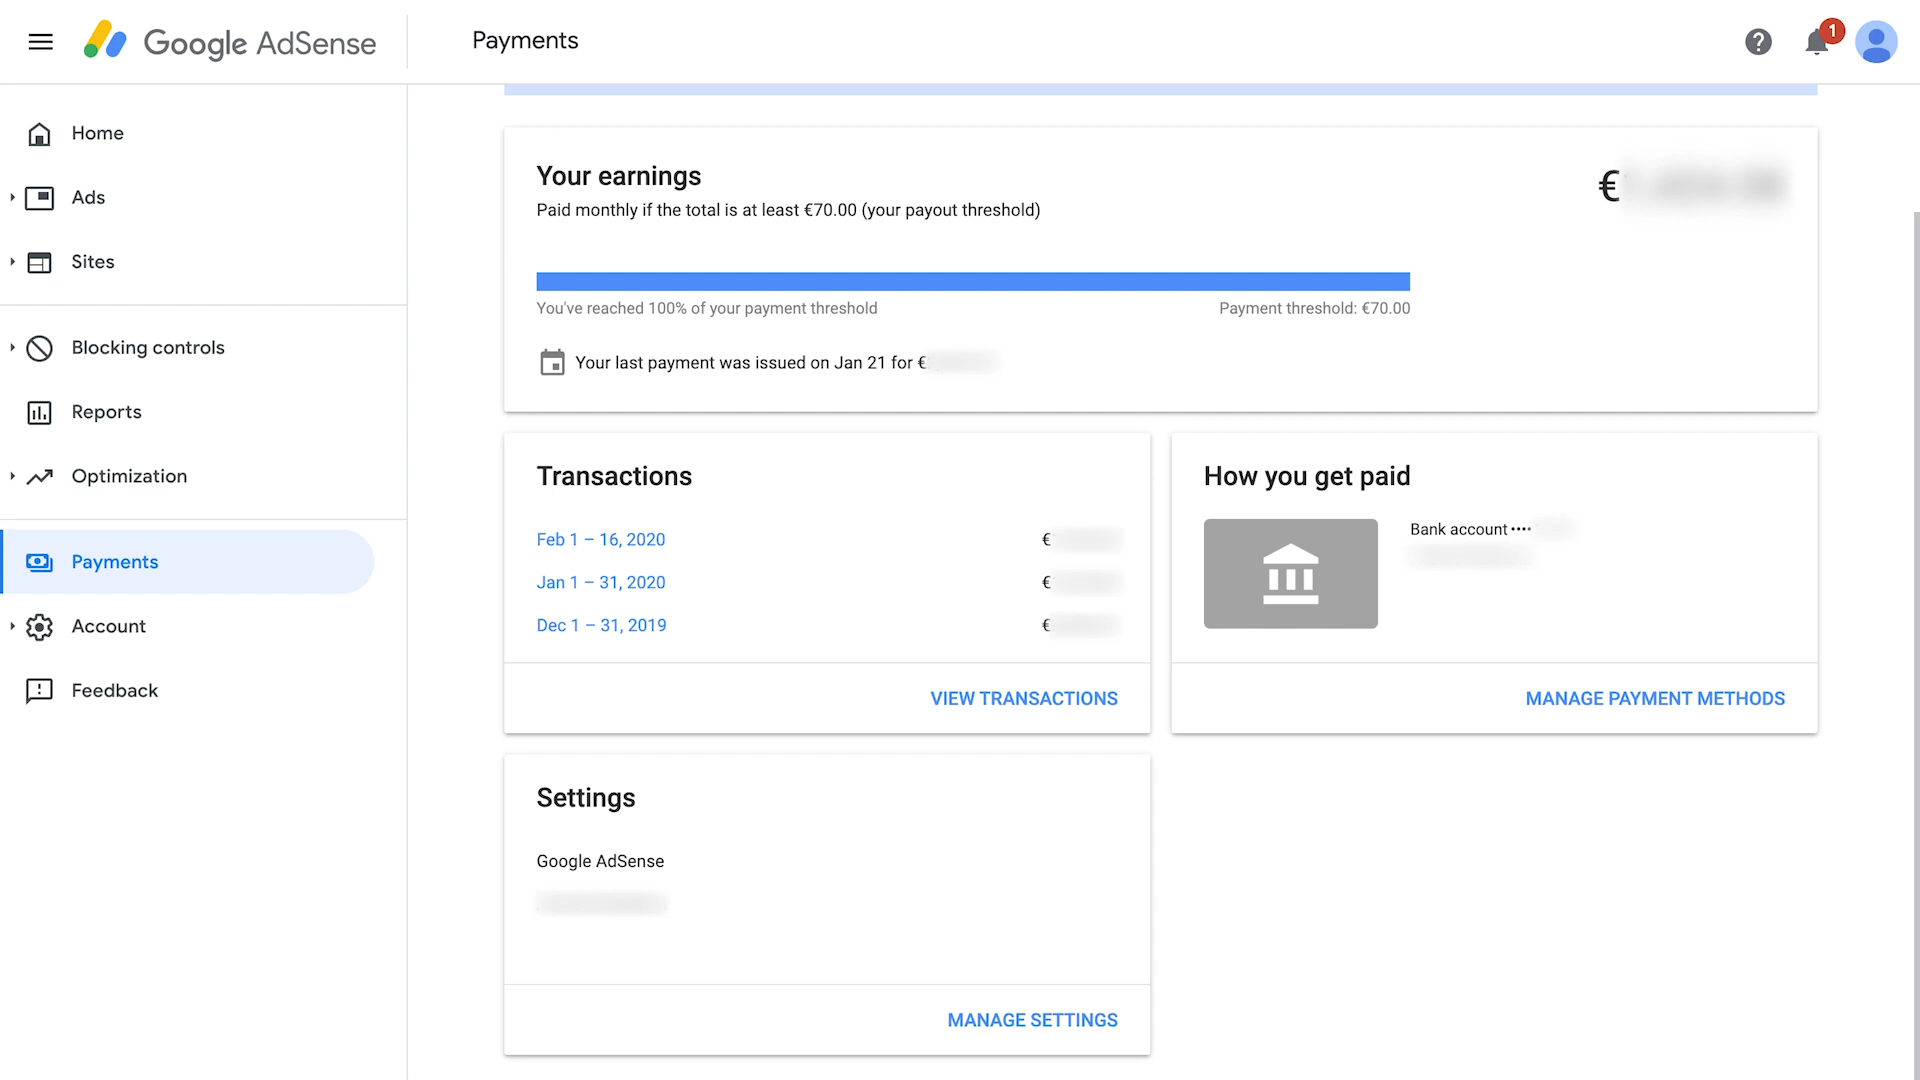 Google AdSense
Payments
1
Home
Ads
Sites
Blocking controls
Reports
Optimization
Payments
Account
Feedback
Your earnings
€
Paid monthly if the total is at least €70.00 (your payout threshold)
You've reached 100% of your payment threshold
Payment threshold: €70.00
Your last payment was issued on Jan 21 for €
Transactions
Feb 1 – 16, 2020 €
Jan 1 – 31, 2020 €
Dec 1 – 31, 2019 €
VIEW TRANSACTIONS
How you get paid
Bank account ••••
MANAGE PAYMENT METHODS
Settings
Google AdSense
MANAGE SETTINGS